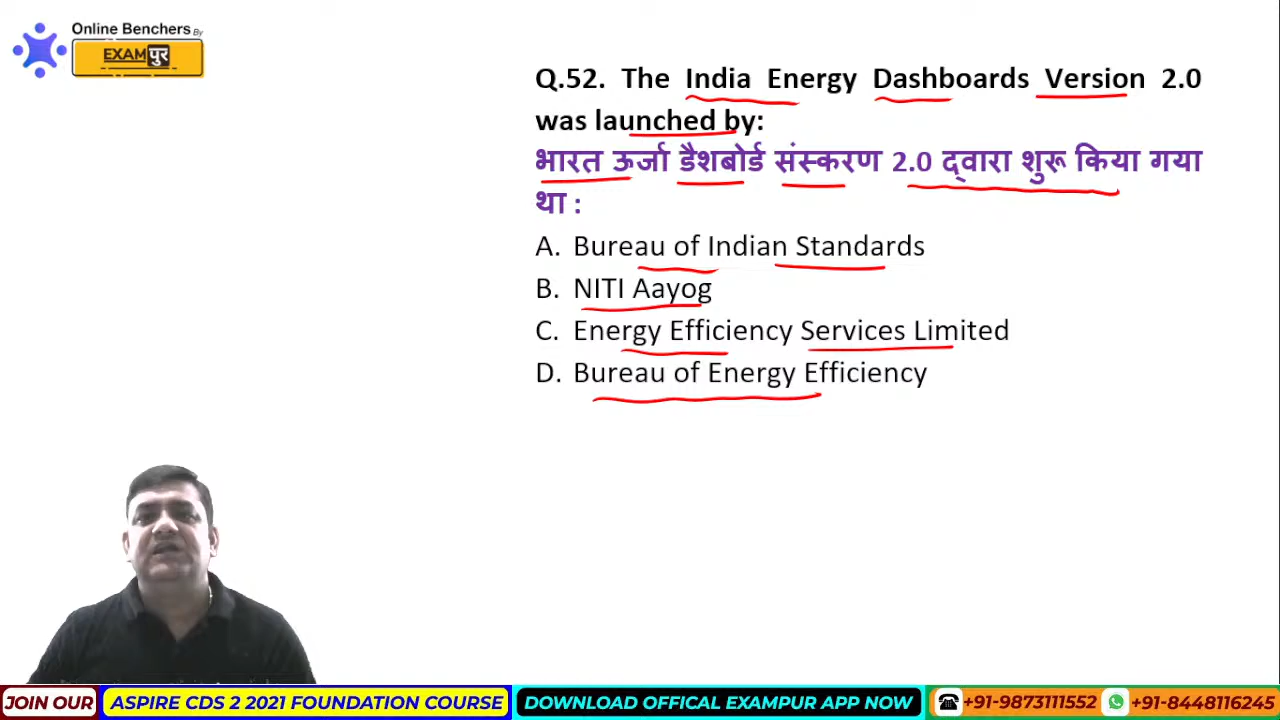 Online Benchers By
EXAMपुर
Q.52. The India Energy Dashboards Version 2.0
was launched by:
भारत ऊर्जा डैशबोर्ड संस्करण 2.0 द्वारा शुरू किया गया
था :
A. Bureau of Indian Standards
B. NITI Aayog
C. Energy Efficiency Services Limited
D. Bureau of Energy Efficiency
JOIN OUR ASPIRE CDS 2 2021 FOUNDATION COURSE DOWNLOAD OFFICAL EXAMPUR APP NOW +91-9873111552 +91-8448116245